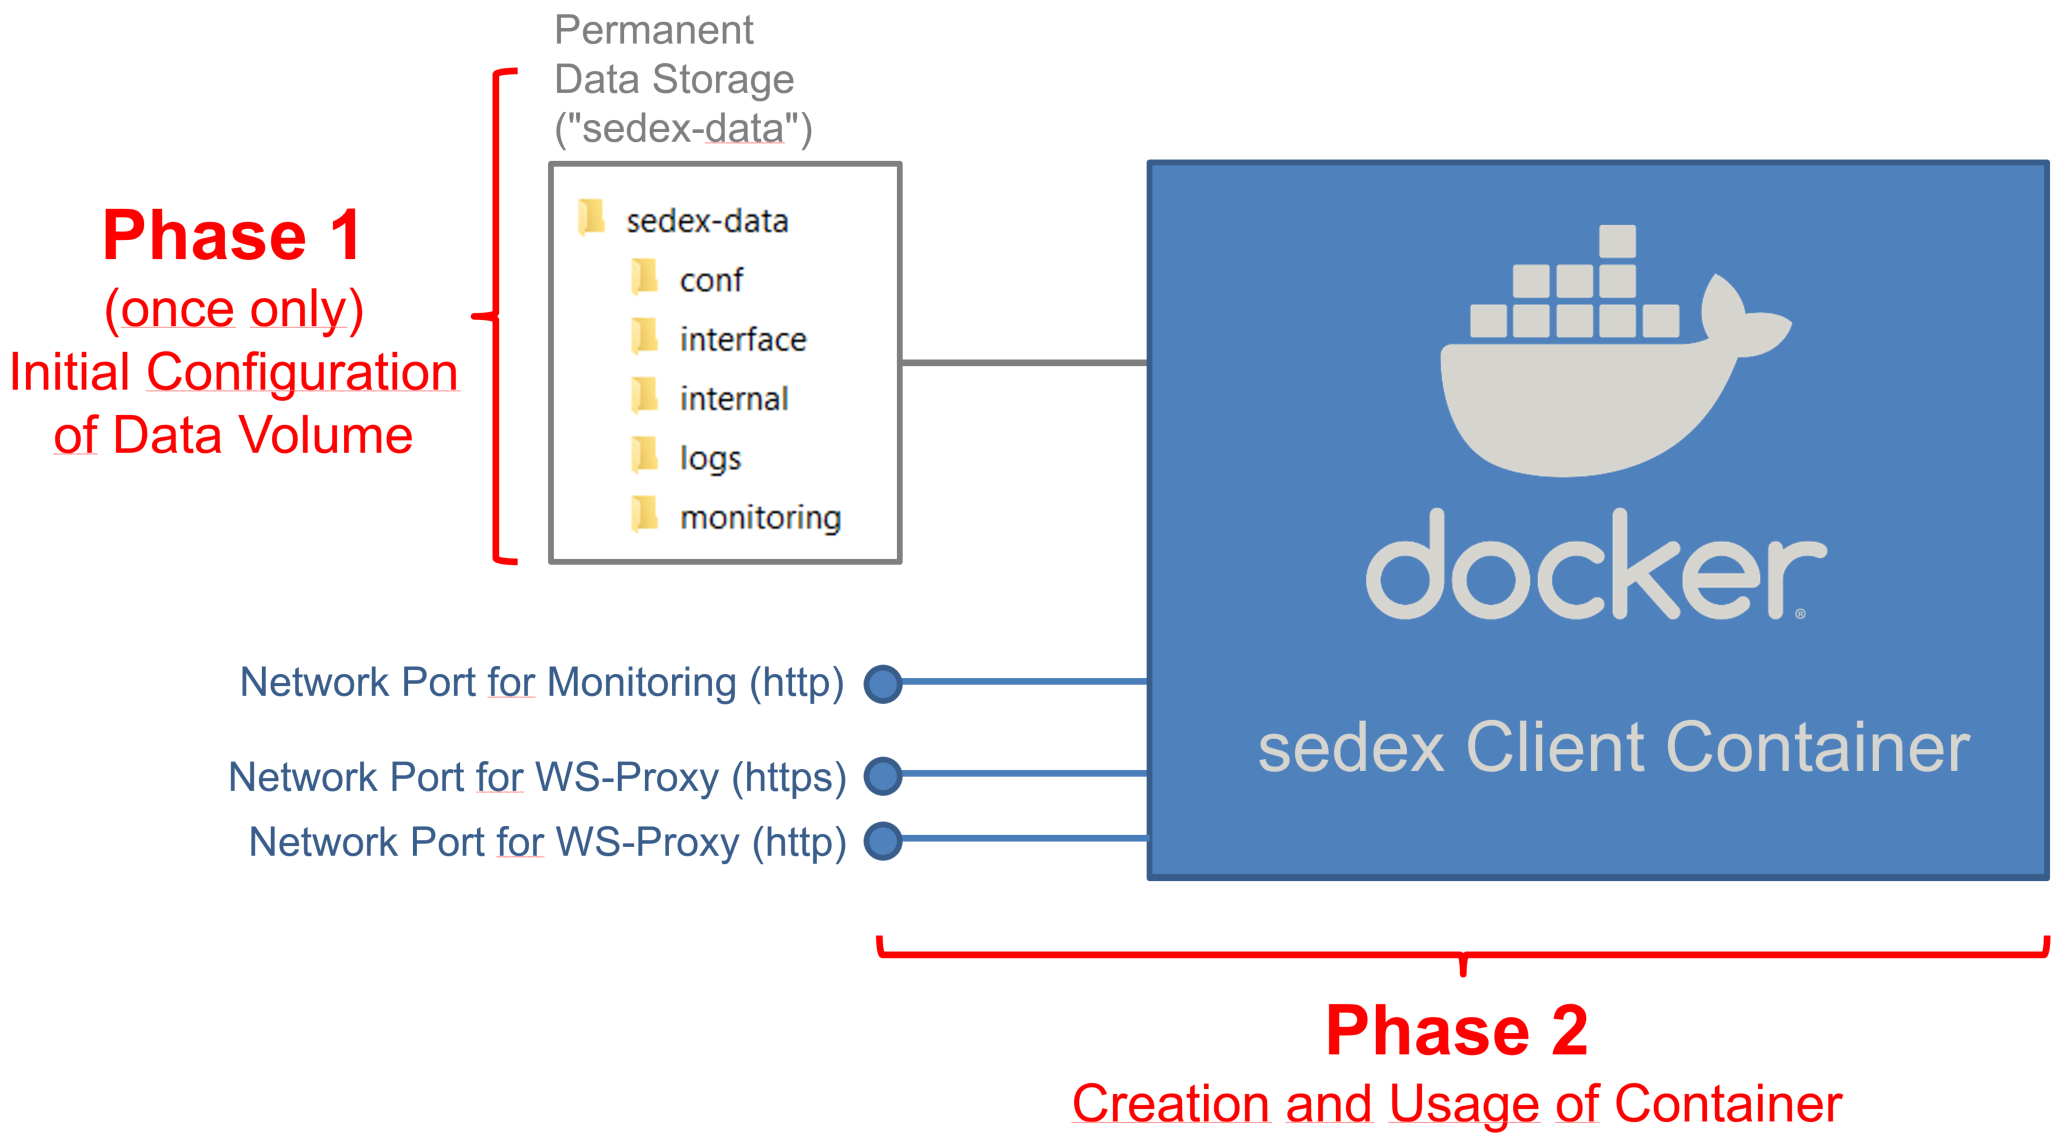 Permanent
Data Storage
("sedex-data")
Phase 1
(once only)
Initial Configuration
of Data Volume
sedex-data
conf
interface
internal
logs
monitoring
docker®
sedex Client Container
Network Port for Monitoring (http)
Network Port for WS-Proxy (https)
Network Port for WS-Proxy (http)
Phase 2
Creation and Usage of Container